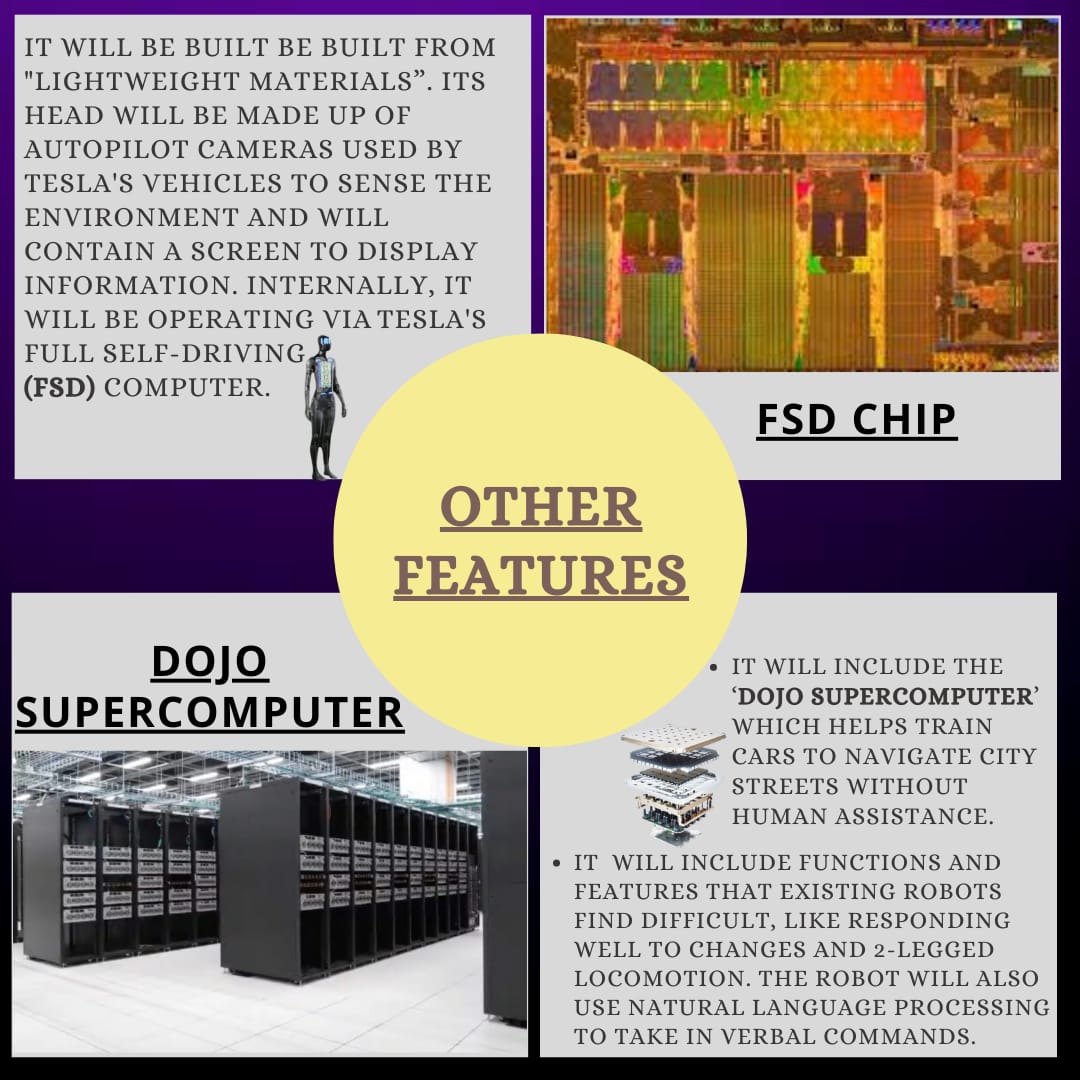 IT WILL BE BUILT BE BUILT FROM
"LIGHTWEIGHT MATERIALS”. ITS
HEAD WILL BE MADE UP OF
AUTOPILOT CAMERAS USED BY
TESLA'S VEHICLES TO SENSE THE
ENVIRONMENT AND WILL
CONTAIN A SCREEN TO DISPLAY
INFORMATION. INTERNALLY, IT
WILL BE OPERATING VIA TESLA'S
FULL SELF-DRIVING
(FSD) COMPUTER.
FSD CHIP
OTHER
FEATURES
DOJO
SUPERCOMPUTER
• IT WILL INCLUDE THE
‘DOJO SUPERCOMPUTER’
WHICH HELPS TRAIN
CARS TO NAVIGATE CITY
STREETS WITHOUT
HUMAN ASSISTANCE.
• IT WILL INCLUDE FUNCTIONS AND
FEATURES THAT EXISTING ROBOTS
FIND DIFFICULT, LIKE RESPONDING
WELL TO CHANGES AND 2-LEGGED
LOCOMOTION. THE ROBOT WILL ALSO
USE NATURAL LANGUAGE PROCESSING
TO TAKE IN VERBAL COMMANDS.